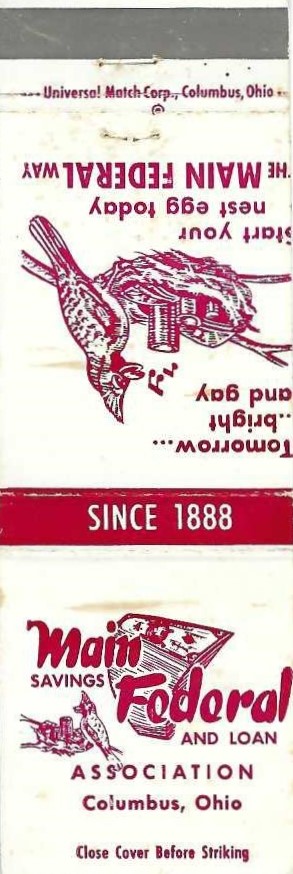 Universal Match Corp., Columbus, Ohio
©
Tomorrow...
..bright
and gay
Start your
nest egg today
THE MAIN FEDERAL WAY
SINCE 1888
Main
SAVINGS Federal
AND LOAN
ASSOCIATION
Columbus, Ohio
Close Cover Before Striking